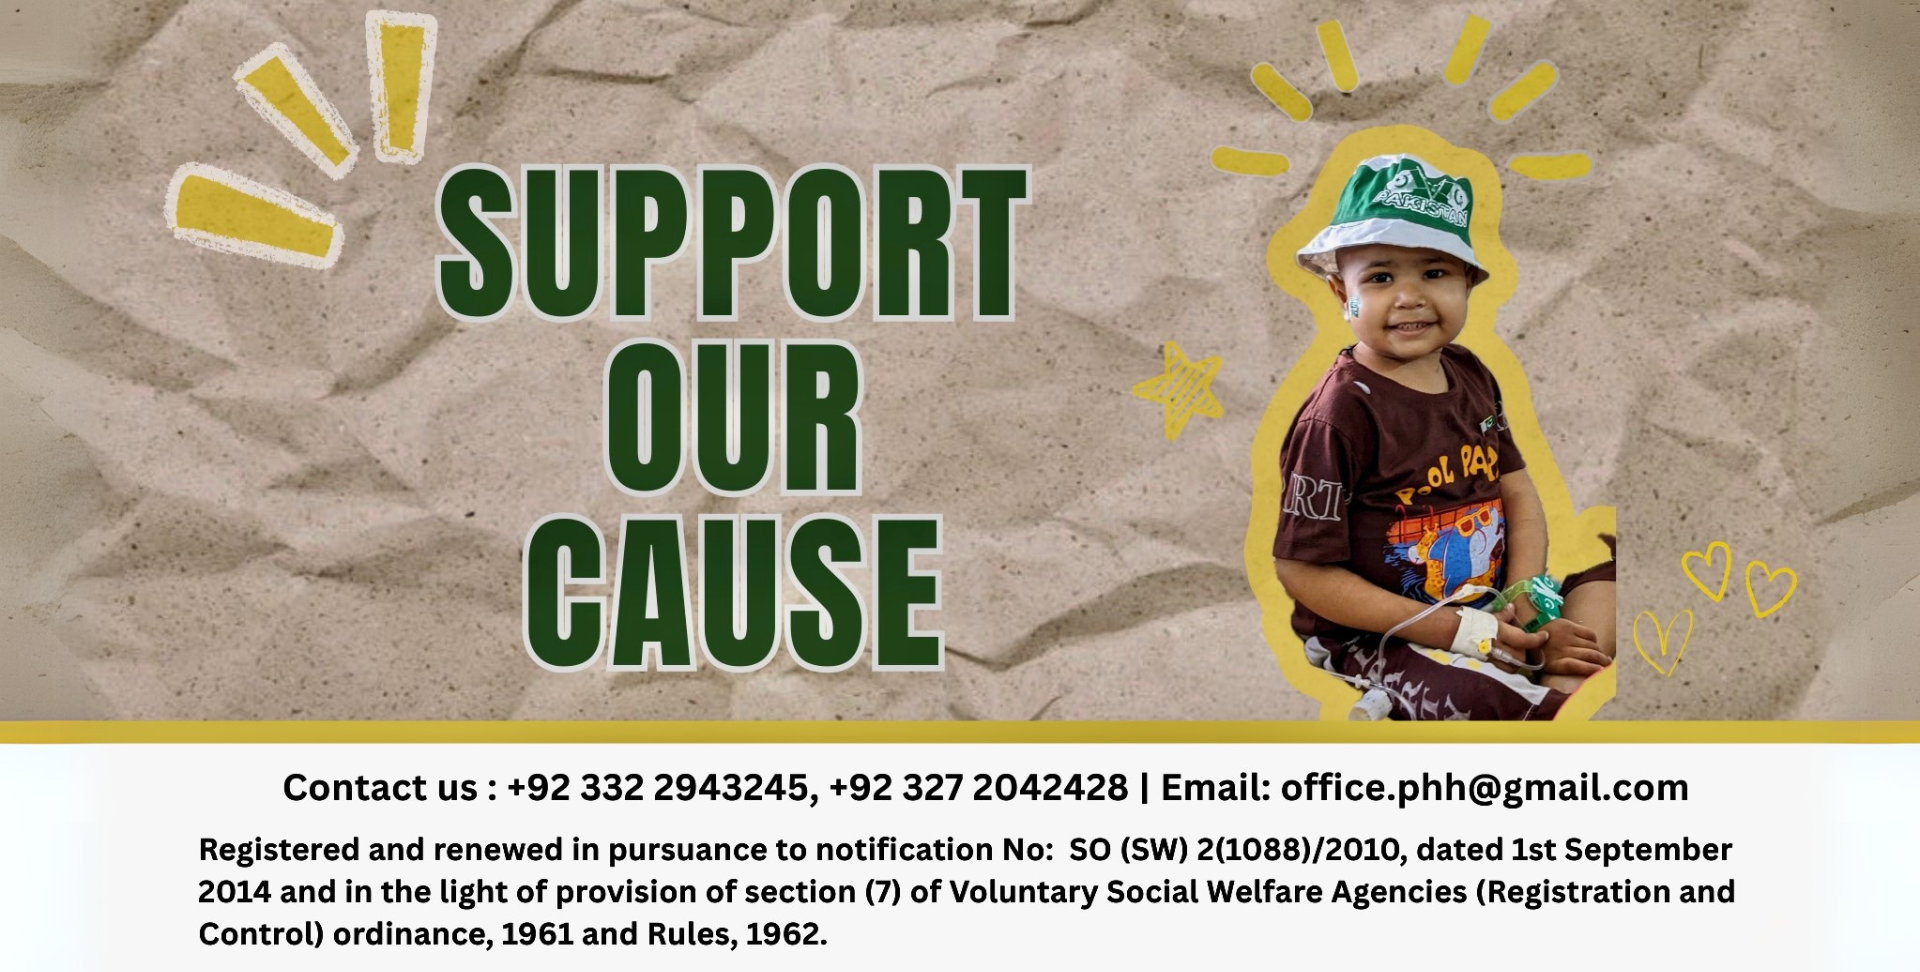 SUPPORT
OUR
CAUSE
PAKISTAN
RT
Contact us : +92 332 2943245, +92 327 2042428 | Email: office.phh@gmail.com
Registered and renewed in pursuance to notification No: SO (SW) 2(1088)/2010, dated 1st September
2014 and in the light of provision of section (7) of Voluntary Social Welfare Agencies (Registration and
Control) ordinance, 1961 and Rules, 1962.